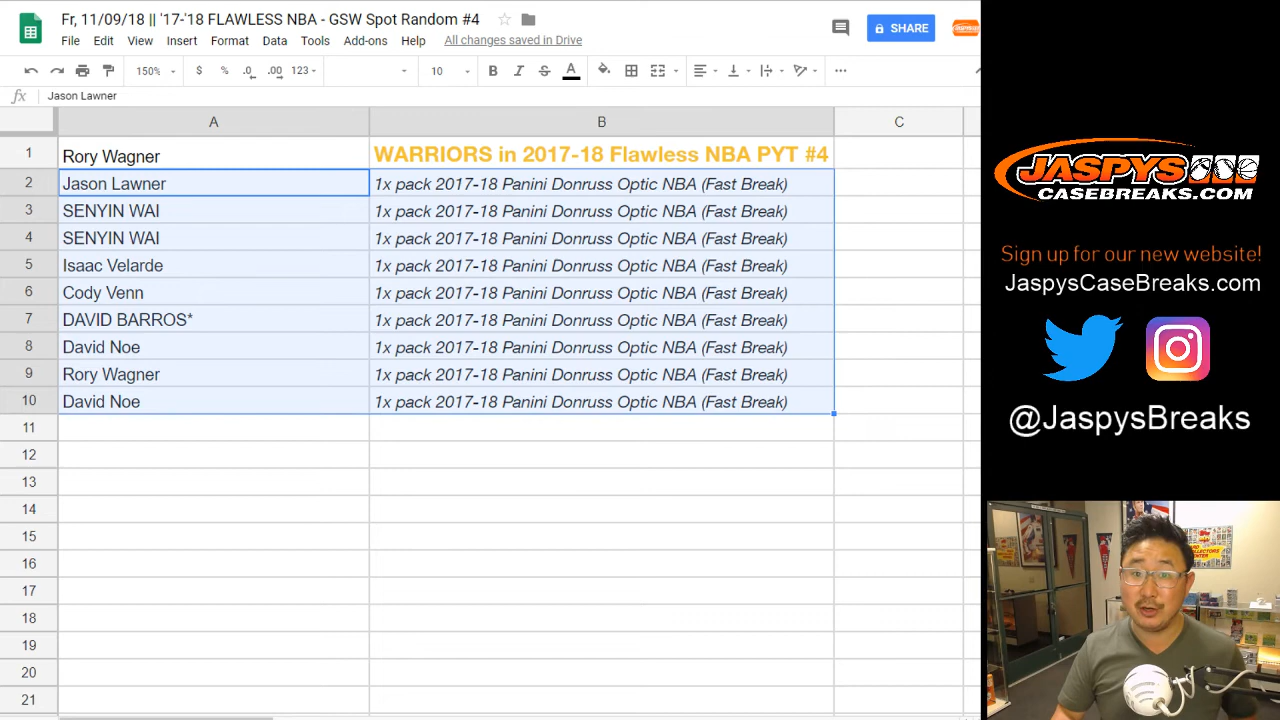 Fr, 11/09/18 || '17-'18 FLAWLESS NBA - GSW Spot Random #4
File Edit View Insert Format Data Tools Add-ons Help All changes saved in Drive
SHARE
150% $ % .0 .00 123 10 B I S A
fx Jason Lawner
A B C
1 Rory Wagner WARRIORS in 2017-18 Flawless NBA PYT #4
2 Jason Lawner 1x pack 2017-18 Panini Donruss Optic NBA (Fast Break)
3 SENYIN WAI 1x pack 2017-18 Panini Donruss Optic NBA (Fast Break)
4 SENYIN WAI 1x pack 2017-18 Panini Donruss Optic NBA (Fast Break)
5 Isaac Velarde 1x pack 2017-18 Panini Donruss Optic NBA (Fast Break)
6 Cody Venn 1x pack 2017-18 Panini Donruss Optic NBA (Fast Break)
7 DAVID BARROS* 1x pack 2017-18 Panini Donruss Optic NBA (Fast Break)
8 David Noe 1x pack 2017-18 Panini Donruss Optic NBA (Fast Break)
9 Rory Wagner 1x pack 2017-18 Panini Donruss Optic NBA (Fast Break)
10 David Noe 1x pack 2017-18 Panini Donruss Optic NBA (Fast Break)
11
12
13
14
15
16
17
18
19
20
21
JASPYS
CASEBREAKS.COM
Sign up for our new website!
JaspysCaseBreaks.com
@JaspysBreaks